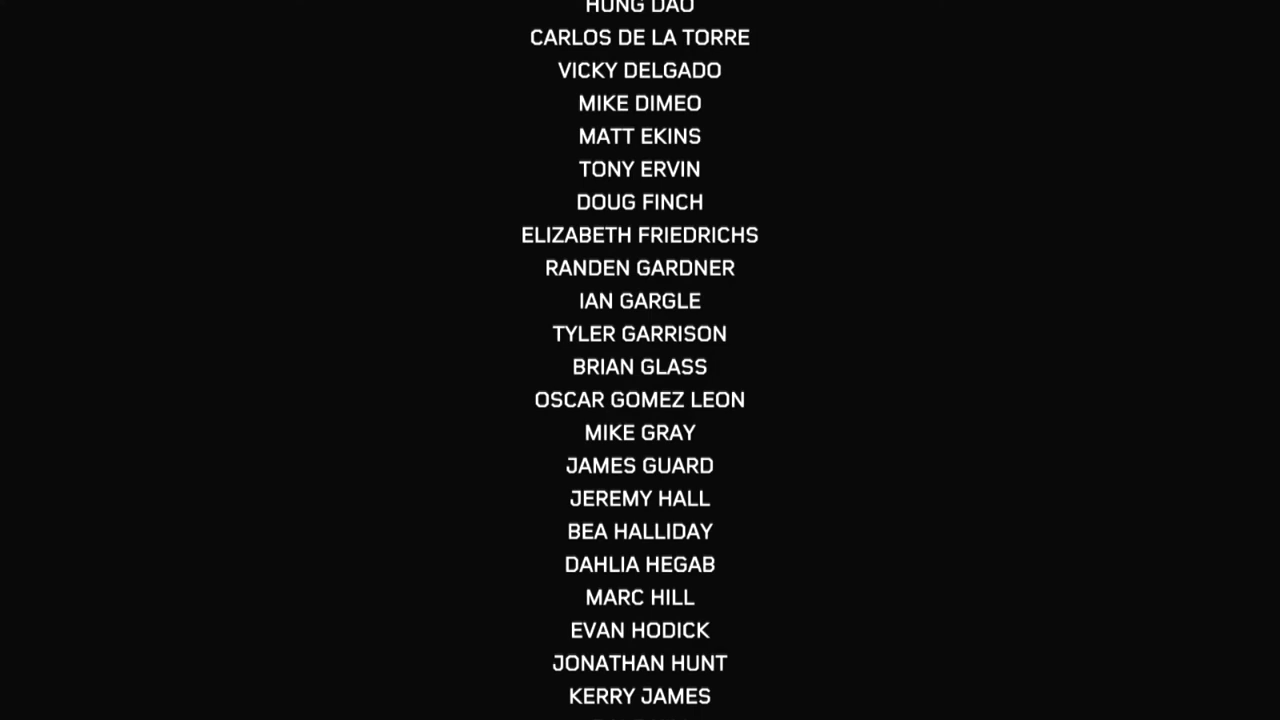 HUNG DAO
CARLOS DE LA TORRE
VICKY DELGADO
MIKE DIMEO
MATT EKINS
TONY ERVIN
DOUG FINCH
ELIZABETH FRIEDRICHS
RANDEN GARDNER
IAN GARGLE
TYLER GARRISON
BRIAN GLASS
OSCAR GOMEZ LEON
MIKE GRAY
JAMES GUARD
JEREMY HALL
BEA HALLIDAY
DAHLIA HEGAB
MARC HILL
EVAN HODICK
JONATHAN HUNT
KERRY JAMES